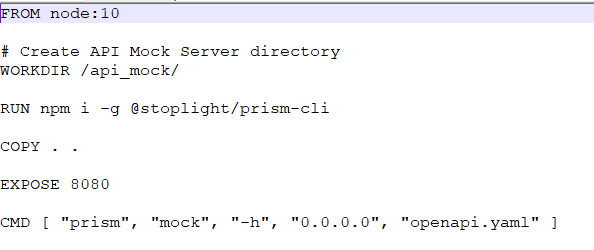 FROM node:10
# Create API Mock Server directory
WORKDIR /api_mock/
RUN npm i -g @stoplight/prism-cli
COPY . .
EXPOSE 8080
CMD [ "prism", "mock", "-h", "0.0.0.0", "openapi.yaml" ]